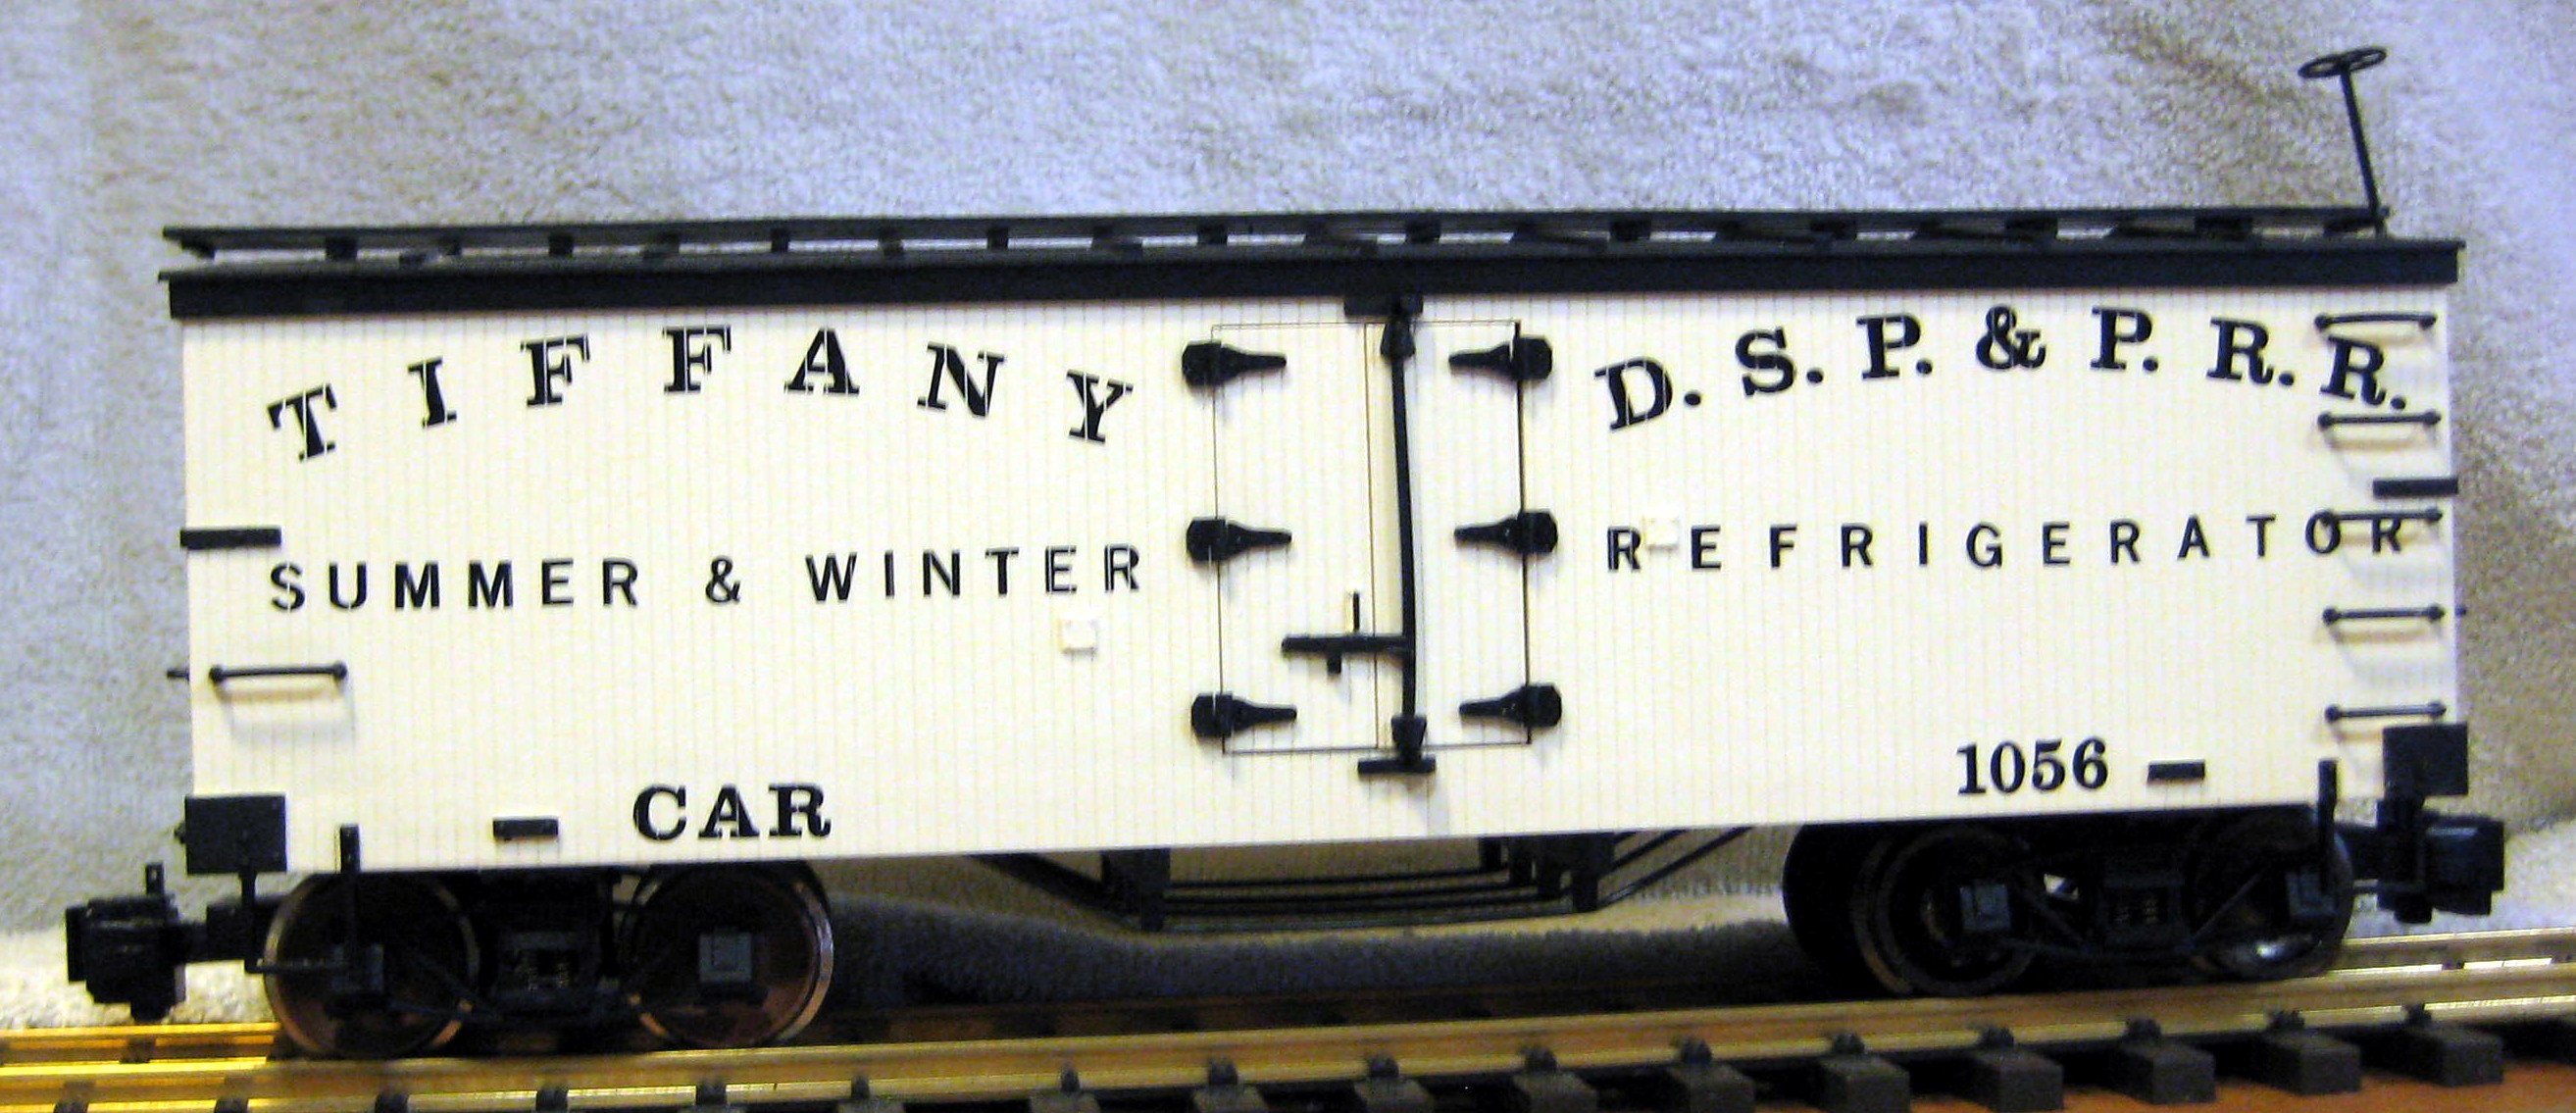 TIFFANY
SUMMER & WINTER
CAR
D.S.P.&P.R.R.
REFRIGERATOR
1056